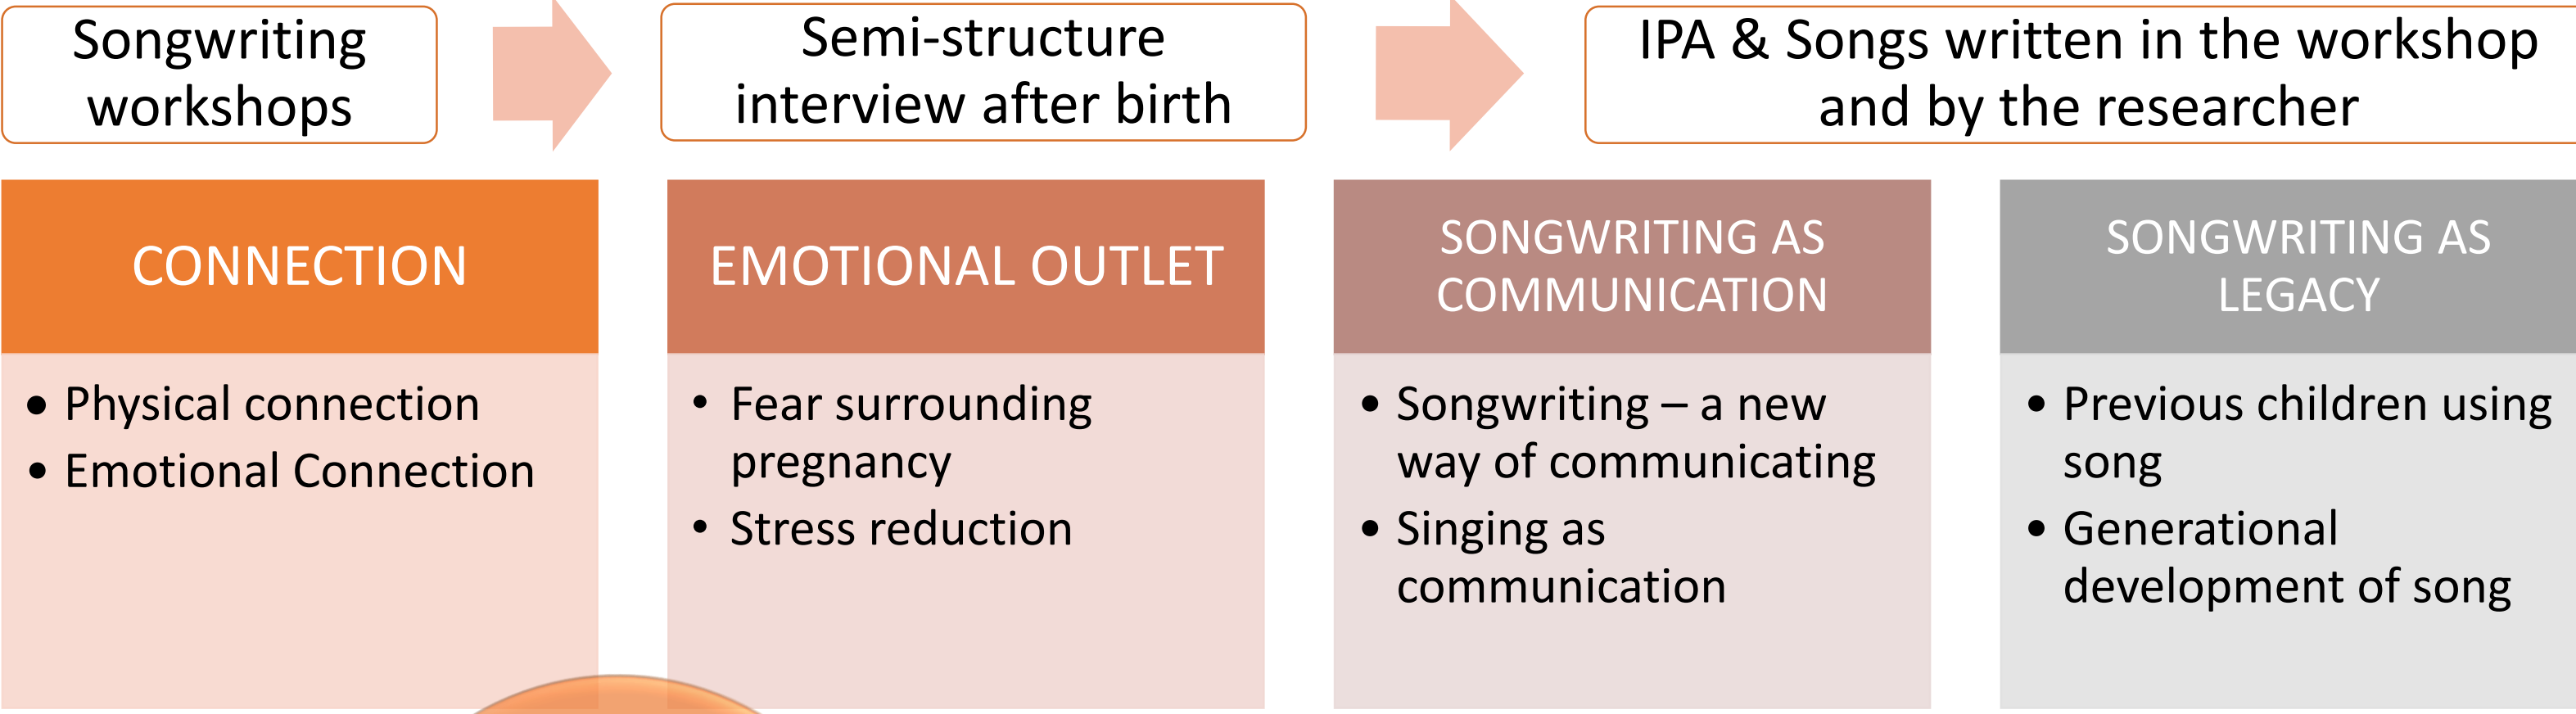 Songwriting
workshops
Semi-structure
interview after birth
IPA & Songs written in the workshop
and by the researcher
CONNECTION
• Physical connection
• Emotional Connection
EMOTIONAL OUTLET
• Fear surrounding
pregnancy
• Stress reduction
SONGWRITING AS
COMMUNICATION
• Songwriting – a new
way of communicating
• Singing as
communication
SONGWRITING AS
LEGACY
• Previous children using
song
• Generational
development of song